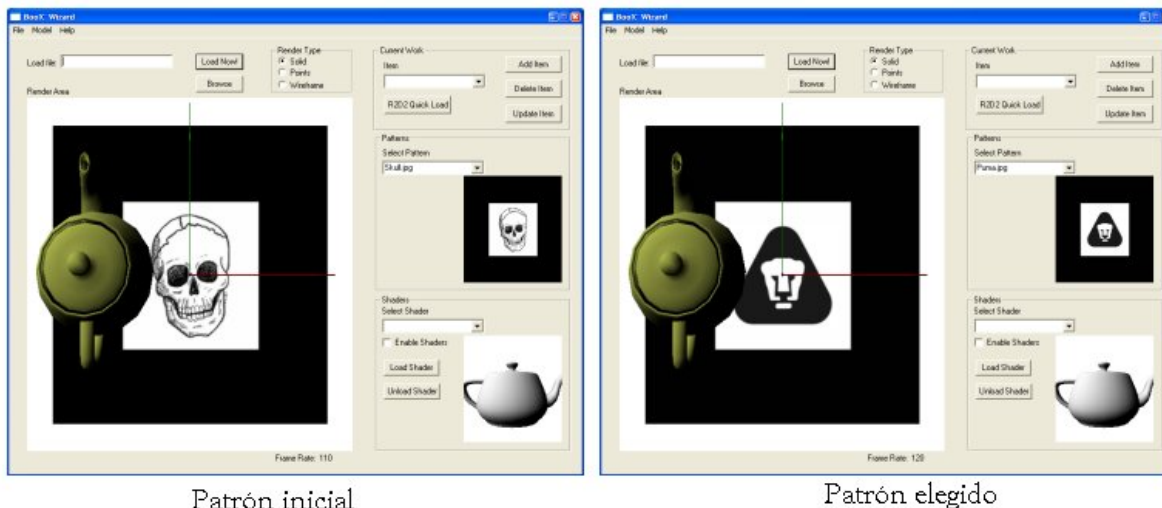 BooK Wizard
File Model Help
Load file:
Load Now!
Browse
Render Type
Solid
Points
Wireframe
Render Area
Current Work
Item
Add Item
Delete Item
R2D2 Quick Load
Update Item
Patterns
Select Pattern
Skull.jpg
Shaders
Select Shader
Enable Shaders
Load Shader
Unload Shader
Frame Rate: 110
Patrón inicial
BooK Wizard
File Model Help
Load file:
Load Now!
Browse
Render Type
Solid
Points
Wireframe
Render Area
Current Work
Item
Add Item
Delete Item
R2D2 Quick Load
Update Item
Patterns
Select Pattern
Puma.jpg
Shaders
Select Shader
Enable Shaders
Load Shader
Unload Shader
Frame Rate: 120
Patrón elegido